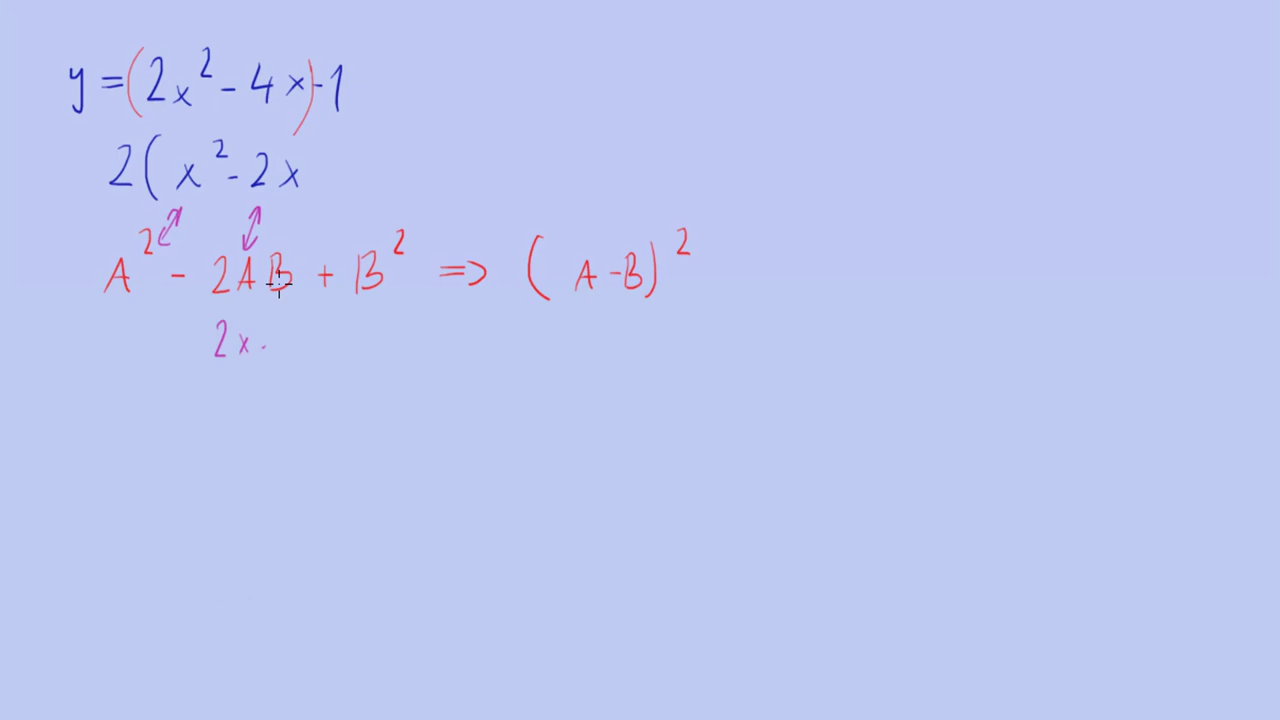 y = (2x² - 4x) - 1
2(x² - 2x
A² - 2AB + B² => (A - B)²
2x ·